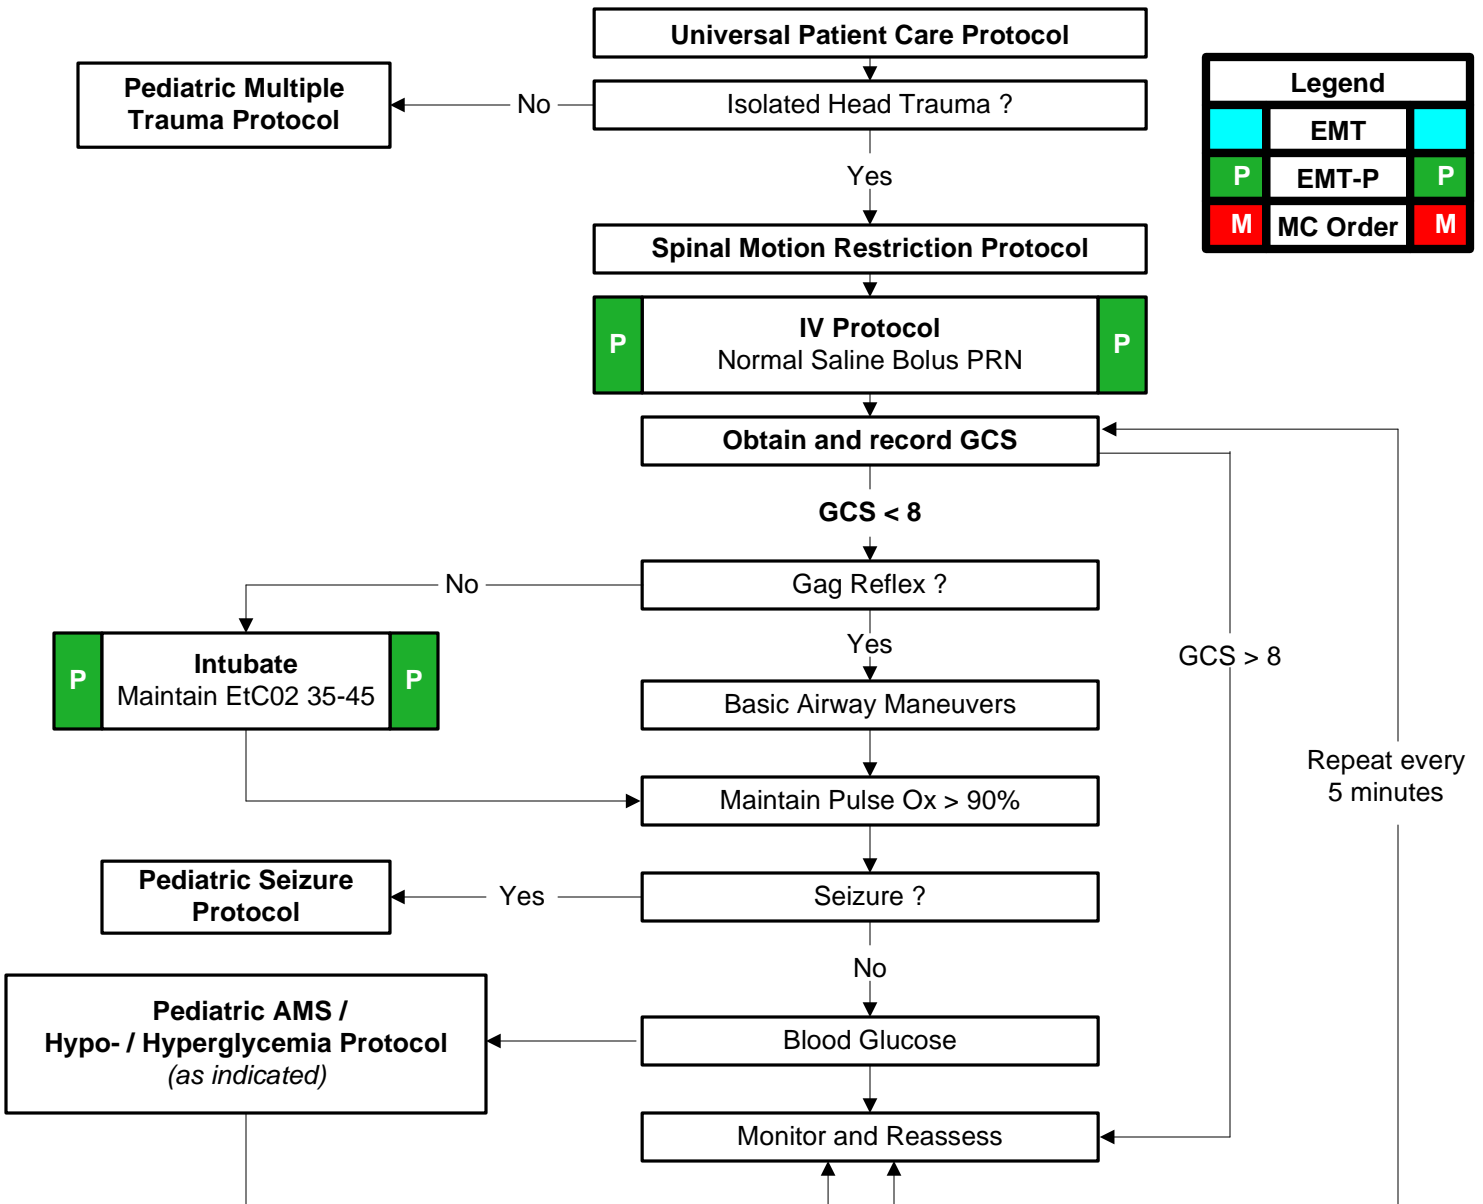 Universal Patient Care Protocol
Pediatric Multiple
Trauma Protocol
No
Isolated Head Trauma ?
Legend
EMT
P EMT-P P
M MC Order M
Yes
Spinal Motion Restriction Protocol
P
IV Protocol
Normal Saline Bolus PRN
P
Obtain and record GCS
GCS < 8
No
Gag Reflex ?
Yes
GCS > 8
P
Intubate
Maintain EtC02 35-45
P
Basic Airway Maneuvers
Repeat every
5 minutes
Maintain Pulse Ox > 90%
Pediatric Seizure
Protocol
Yes
Seizure ?
No
Pediatric AMS /
Hypo- / Hyperglycemia Protocol
(as indicated)
Blood Glucose
Monitor and Reassess